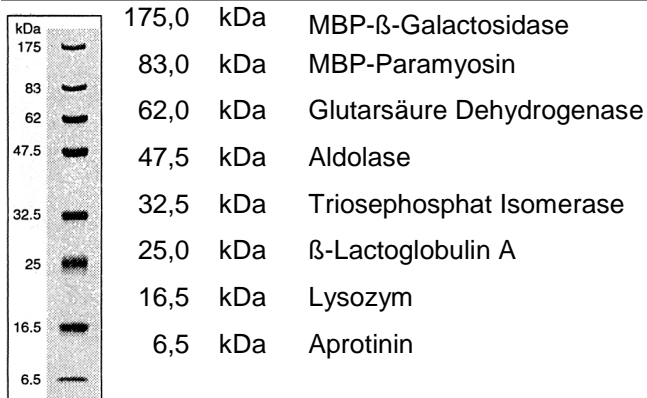 kDa
175
83
62
47.5
32.5
25
16.5
6.5
175,0 kDa MBP-ß-Galactosidase
83,0 kDa MBP-Paramyosin
62,0 kDa Glutarsäure Dehydrogenase
47,5 kDa Aldolase
32,5 kDa Triosephosphat Isomerase
25,0 kDa ß-Lactoglobulin A
16,5 kDa Lysozym
6,5 kDa Aprotinin